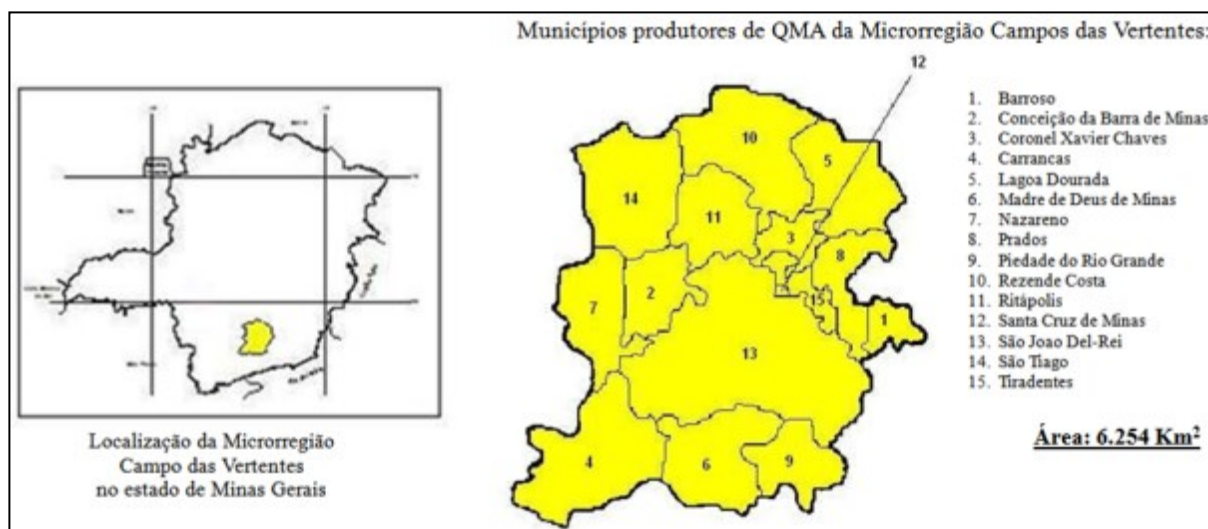 Municípios produtores de QMA da Microrregião Campos das Vertentes:
12
10
5
14
11
3
8
2
7
15
1
13
4
6
9
1. Barroso
2. Conceição da Barra de Minas
3. Coronel Xavier Chaves
4. Carrancas
5. Lagoa Dourada
6. Madre de Deus de Minas
7. Nazareno
8. Prados
9. Piedade do Rio Grande
10. Rezende Costa
11. Ritápolis
12. Santa Cruz de Minas
13. São Joao Del-Rei
14. São Tiago
15. Tiradentes
Área: 6.254 Km²
Localização da Microrregião
Campo das Vertentes
no estado de Minas Gerais